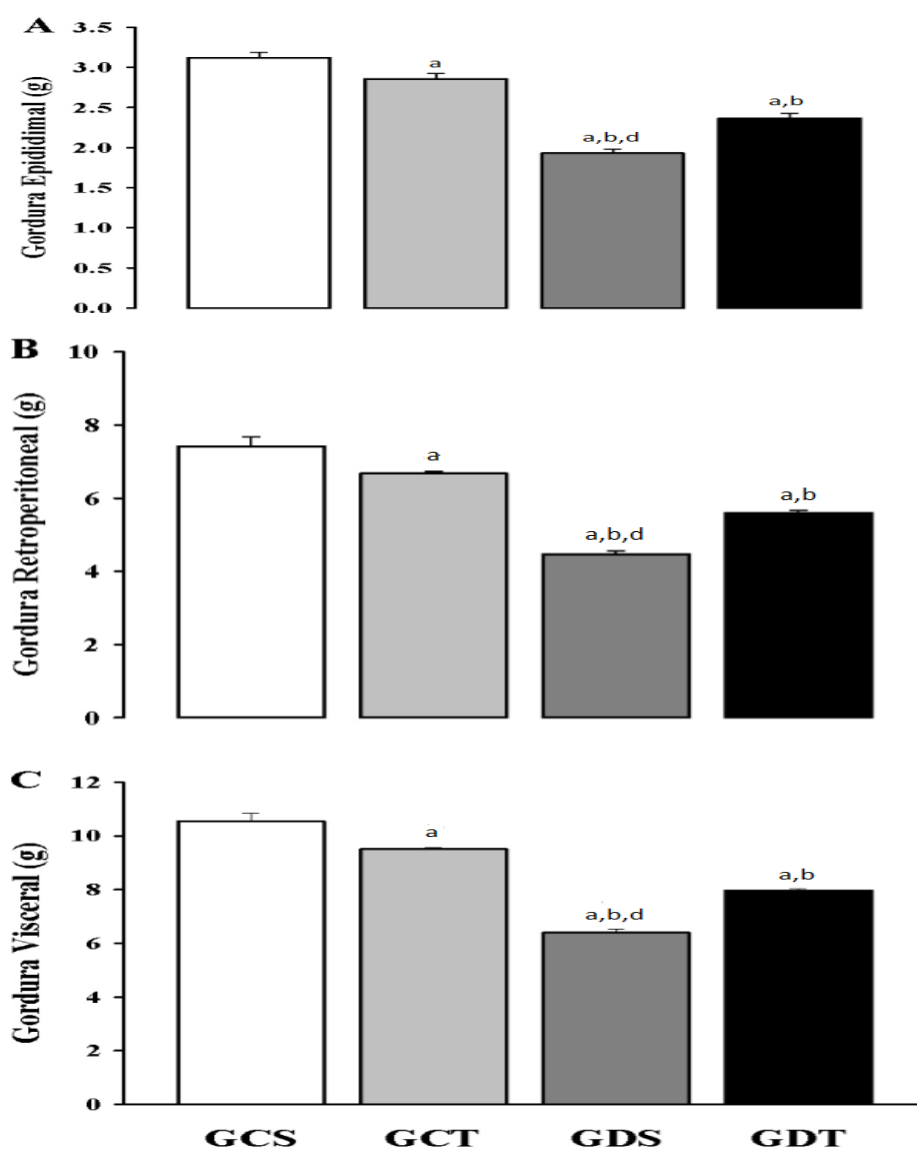 A
Gordura Epididimal (g)
3.5
3.0
2.5
2.0
1.5
1.0
0.5
0.0
a
a,b,d
a,b
B
Gordura Retroperitoneal (g)
10
8
6
4
2
0
a
a,b,d
a,b
C
Gordura Visceral (g)
12
10
8
6
4
2
0
a
a,b,d
a,b
GCS GCT GDS GDT